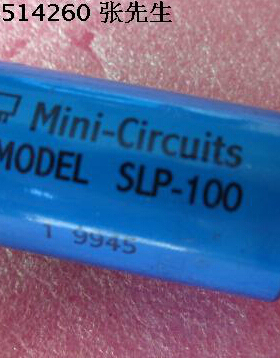 514260 张先生
Mini-Circuits
MODEL SLP-100
1 9945